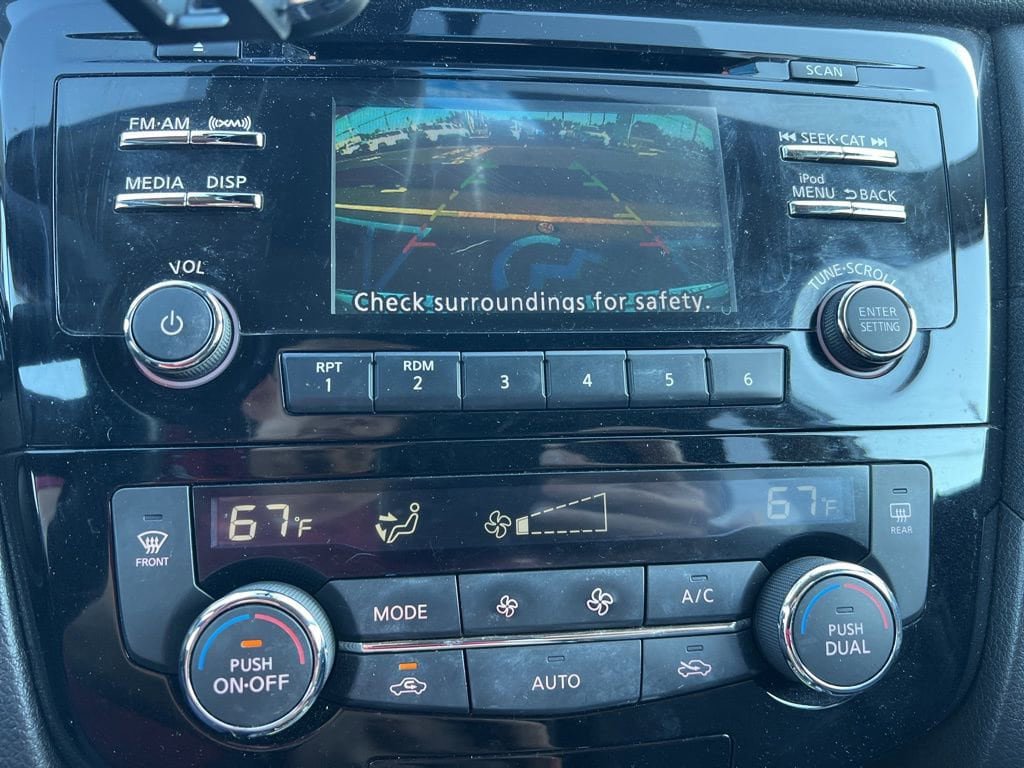 SCAN
FM·AM ((XM))
SEEK·CAT
MEDIA DISP
iPod
MENU BACK
VOL
TUNE·SCROLL
ENTER
SETTING
Check surroundings for safety.
RPT
1
RDM
2
3
4
5
6
67°F
67°F
FRONT
REAR
MODE
A/C
PUSH
ON·OFF
AUTO
PUSH
DUAL